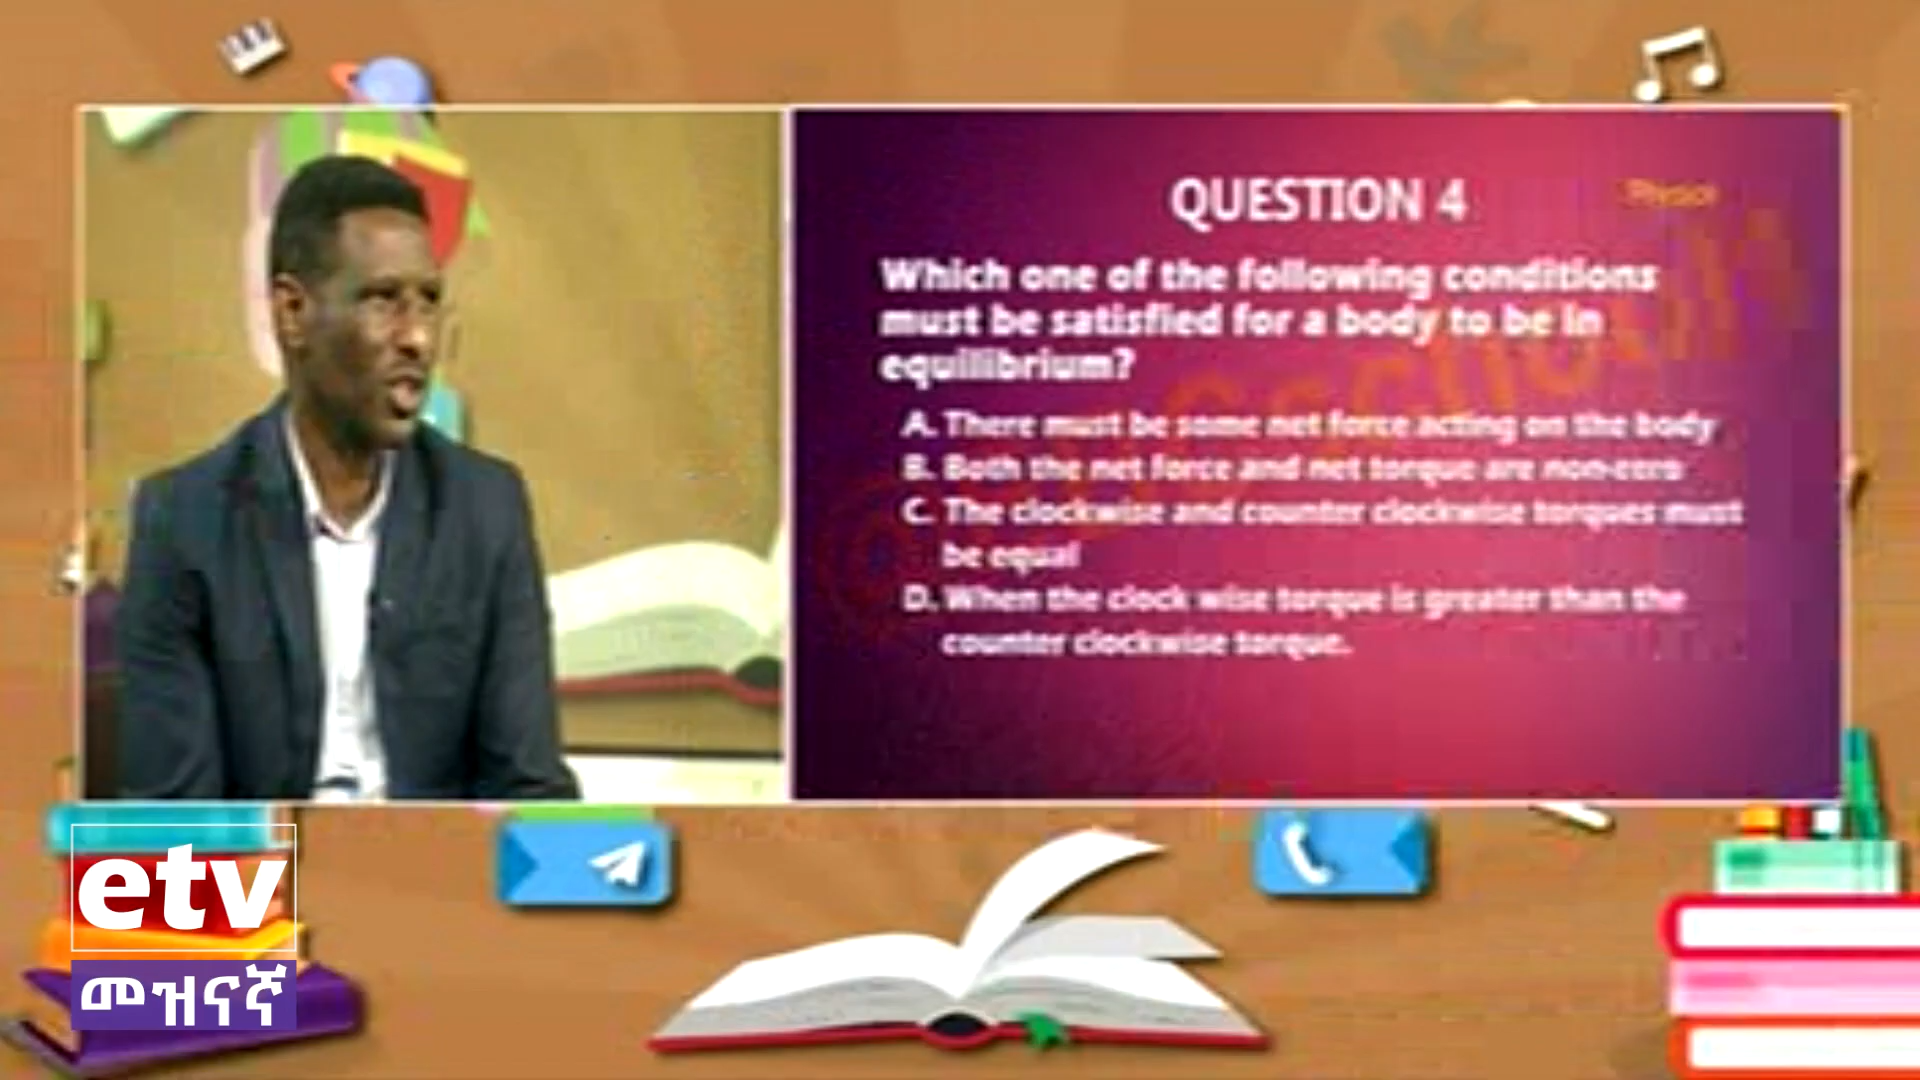 QUESTION 4
Physics
Which one of the following conditions
must be satisfied for a body to be in
equilibrium?
A. There must be some net force acting on the body
B. Both the net force and net torque are non-zero
C. The clockwise and counter clockwise torques must
be equal
D. When the clock wise torque is greater than the
counter clockwise torque.
etv
መዝናኛ